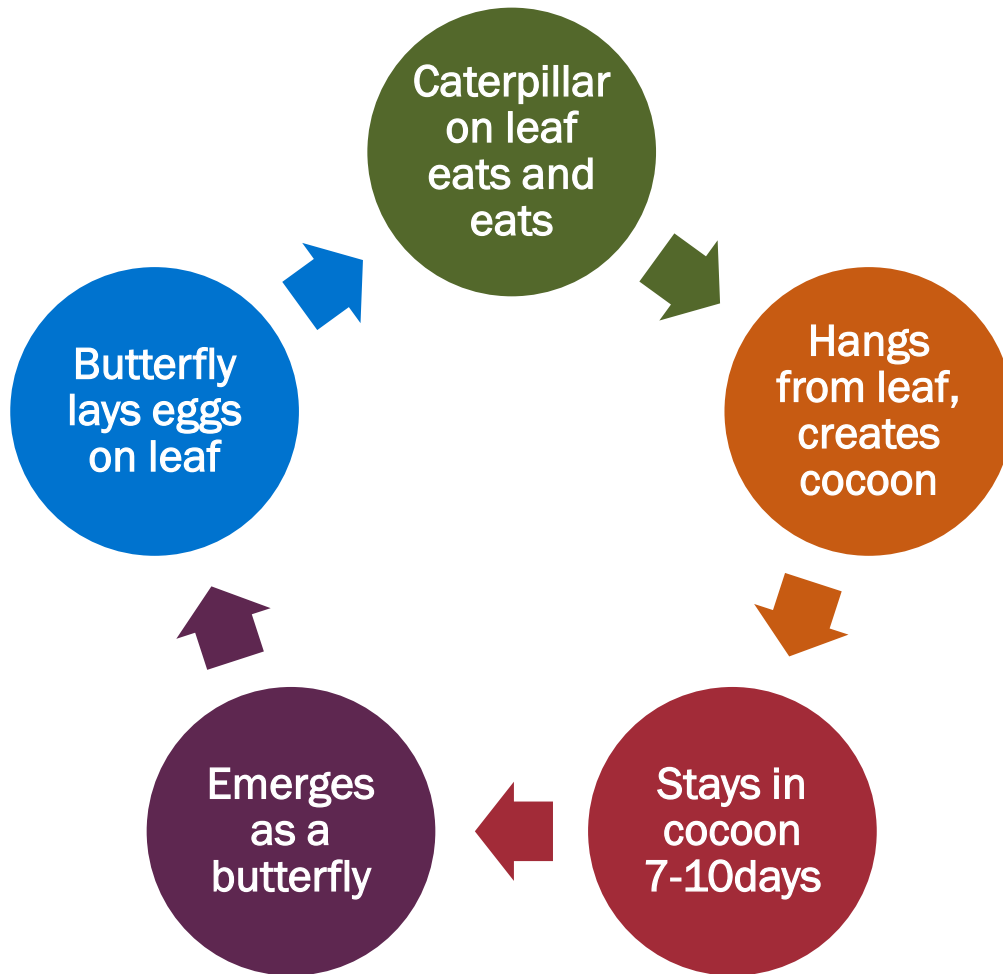 Caterpillar
on leaf
eats and
eats
Hangs
from leaf,
creates
cocoon
Stays in
cocoon
7-10days
Emerges
as a
butterfly
Butterfly
lays eggs
on leaf